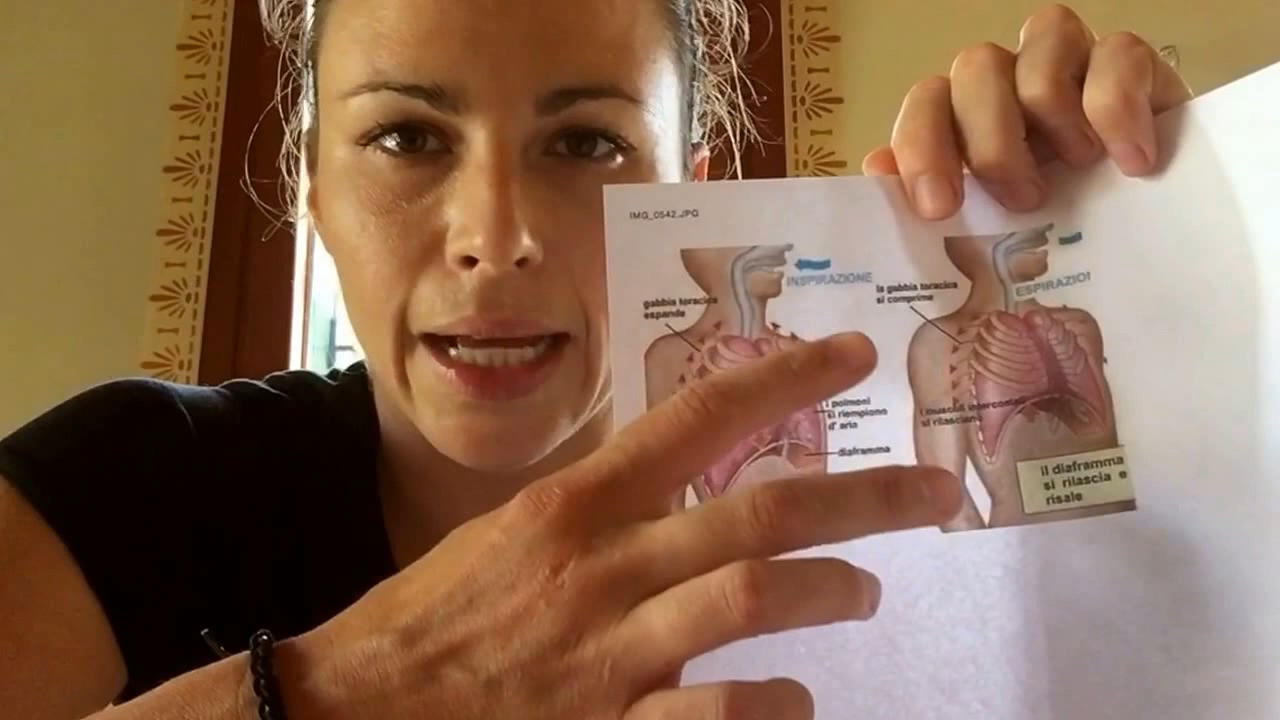 IMG_0542.JPG
INSPIRAZIONE
gabbia toracica
espande
i polmoni
si riempiono
d' aria
diaframma
la gabbia toracica
si comprime
ESPIRAZIO
i muscoli intercosta
si rilasciano
il diaframma
si rilascia e
risale